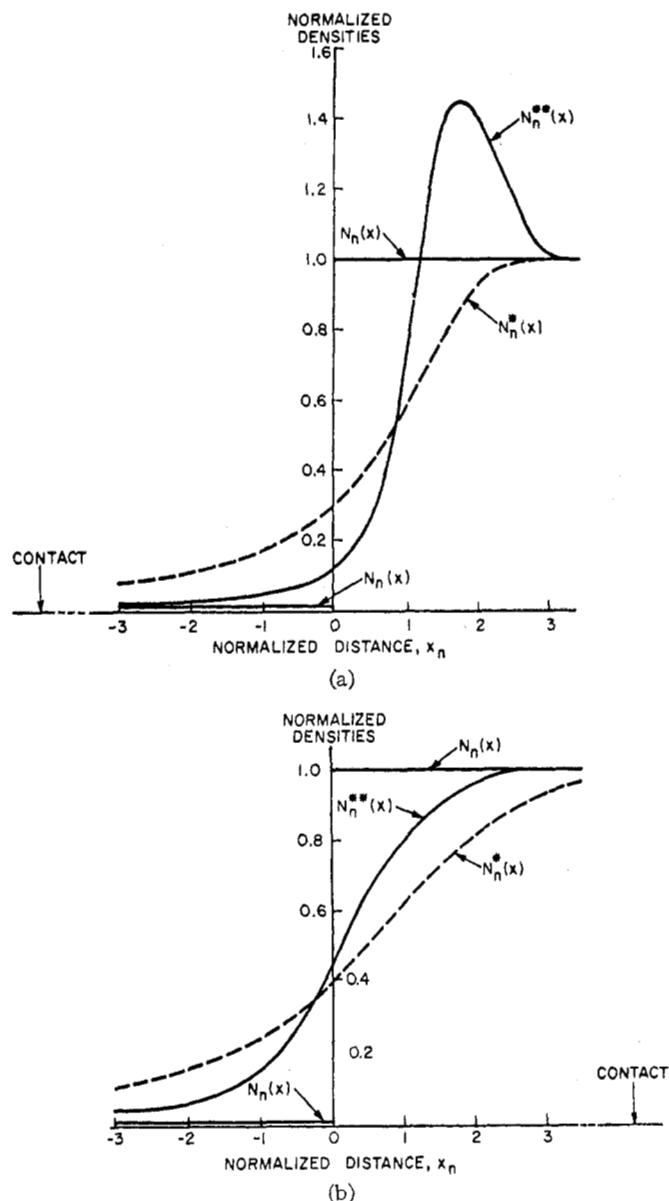 NORMALIZED
DENSITIES
1.6
1.4
N_n^{**}(x)
1.2
N_n(x)
1.0
N_n^*(x)
0.8
0.6
0.4
0.2
CONTACT
N_n(x)
-3 -2 -1 0 1 2 3
NORMALIZED DISTANCE, x_n
(a)
NORMALIZED
DENSITIES
N_n(x)
1.0
N_n^{**}(x)
0.8
N_n^*(x)
0.6
0.4
0.2
N_n(x)
CONTACT
-3 -2 -1 0 1 2 3
NORMALIZED DISTANCE, x_n
(b)